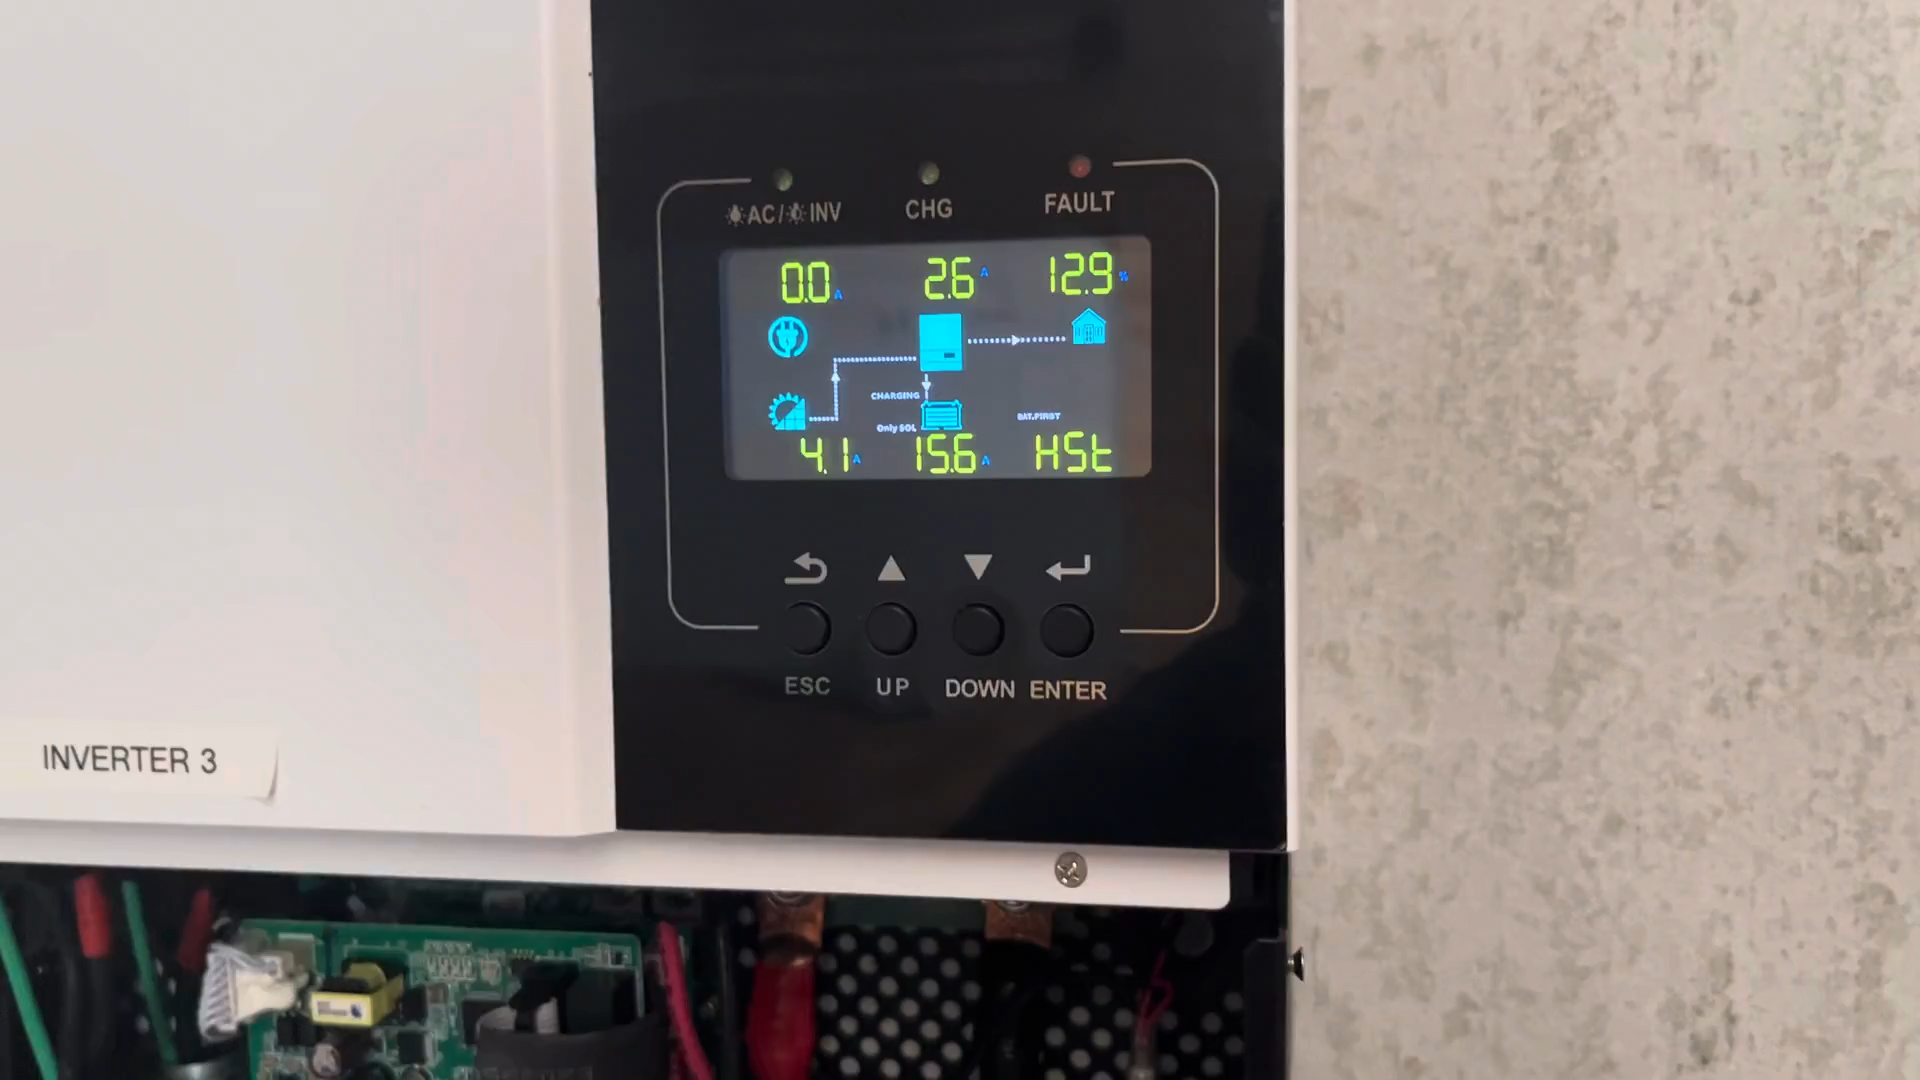 AC/ INV CHG FAULT
0.0 A 2.6 A 12.9 %
CHARGING
BAT.FIRST
Only SOL
4.1 A 15.6 A HSt
ESC UP DOWN ENTER
INVERTER 3